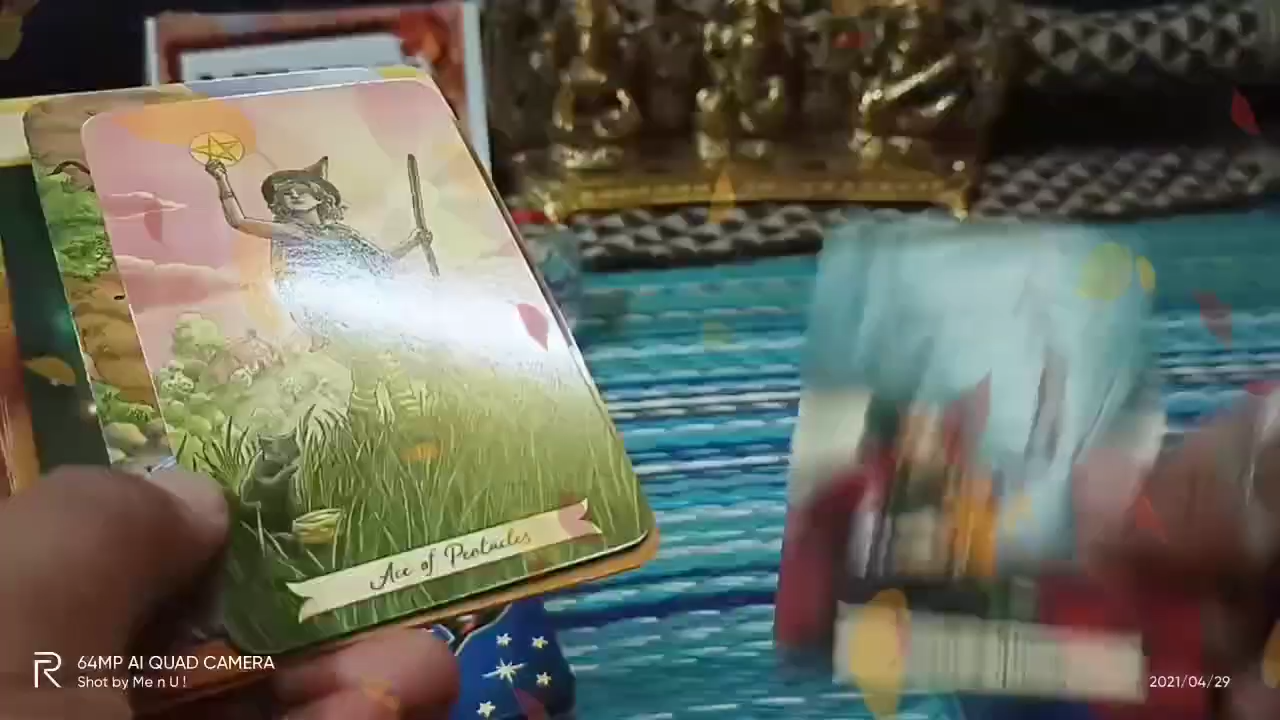 Ace of Pentacles
64MP AI QUAD CAMERA
Shot by Me n U !
2021/04/29